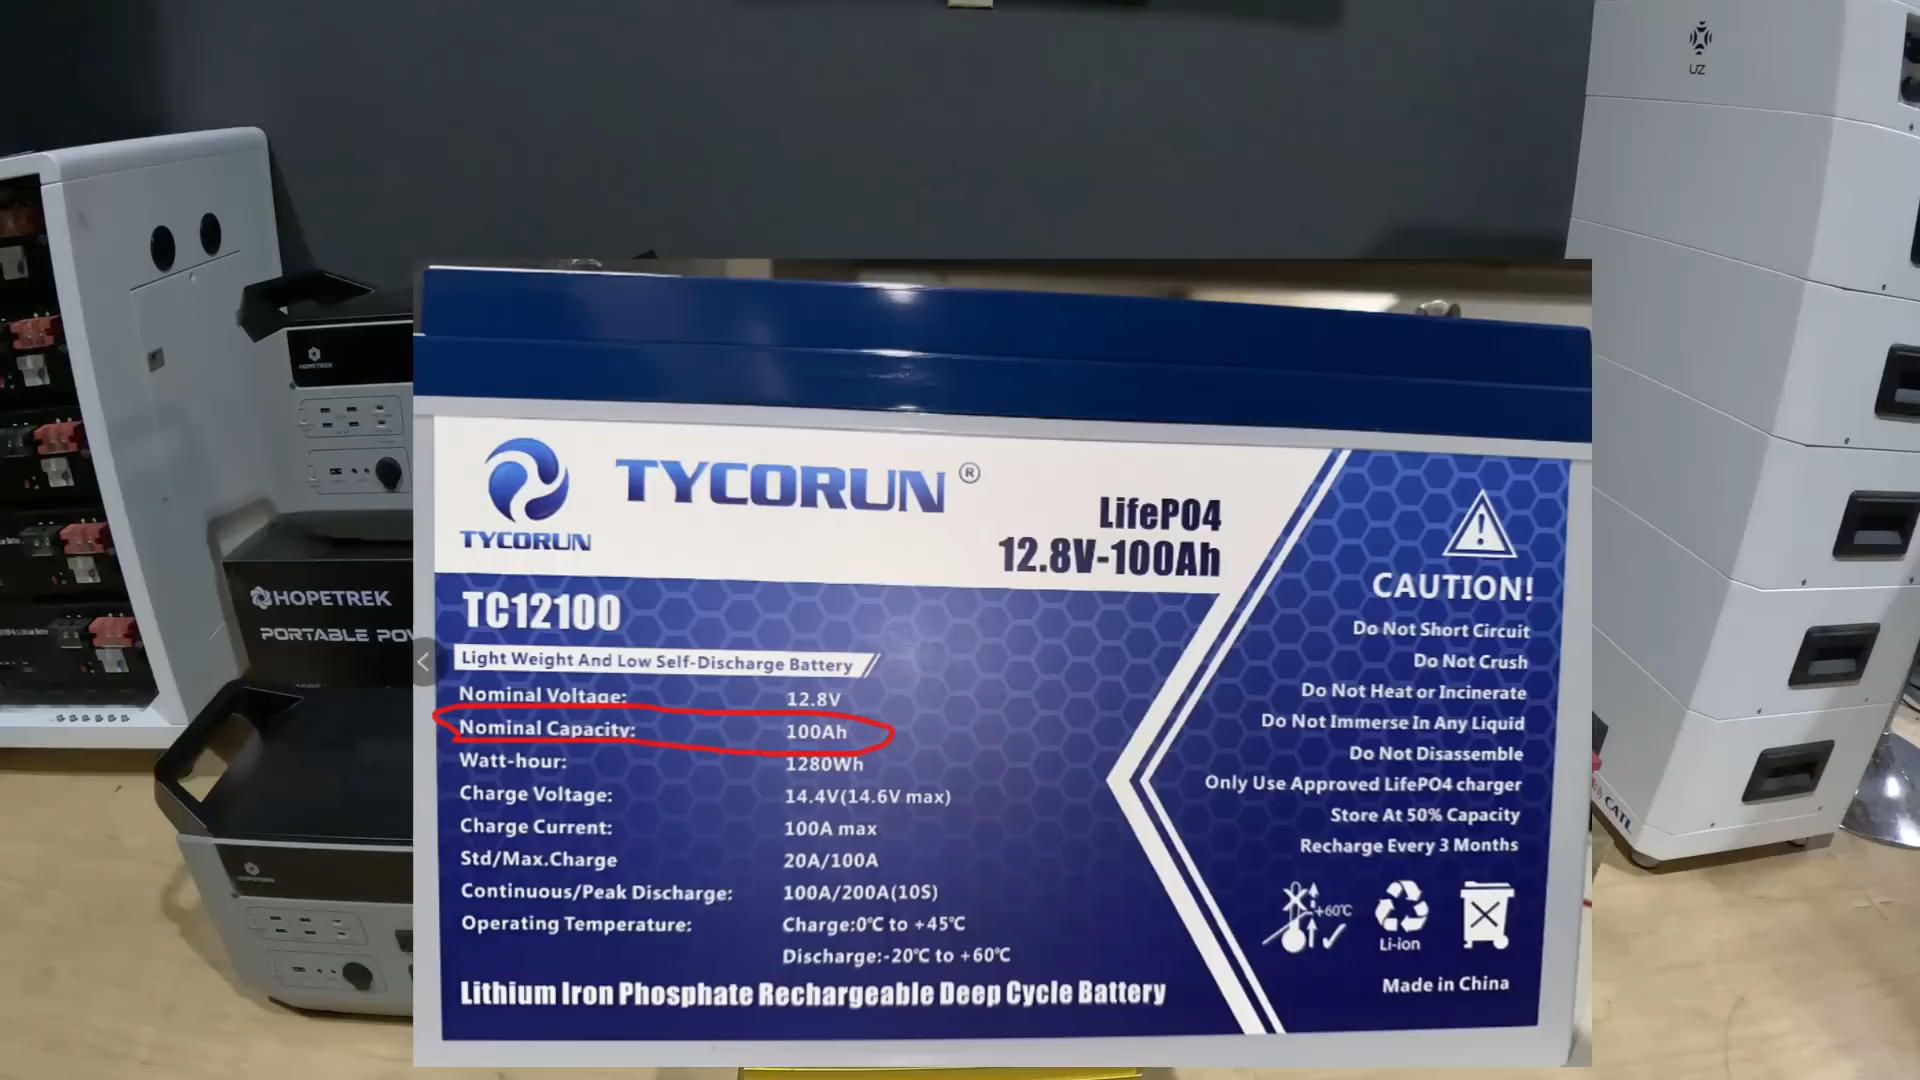 UZ
HOPETREK
HOPETREK
PORTABLE POW
TYCORUN
TYCORUN ®
LifePO4
12.8V-100Ah
TC12100
Light Weight And Low Self-Discharge Battery
Nominal Voltage: 12.8V
Nominal Capacity: 100Ah
Watt-hour: 1280Wh
Charge Voltage: 14.4V(14.6V max)
Charge Current: 100A max
Std/Max.Charge 20A/100A
Continuous/Peak Discharge: 100A/200A(10S)
Operating Temperature: Charge:0℃ to +45℃
Discharge:-20℃ to +60℃
Lithium Iron Phosphate Rechargeable Deep Cycle Battery
CAUTION!
Do Not Short Circuit
Do Not Crush
Do Not Heat or Incinerate
Do Not Immerse In Any Liquid
Do Not Disassemble
Only Use Approved LifePO4 charger
Store At 50% Capacity
Recharge Every 3 Months
+60℃
Li-ion
Made in China
CATL
HOPETREK